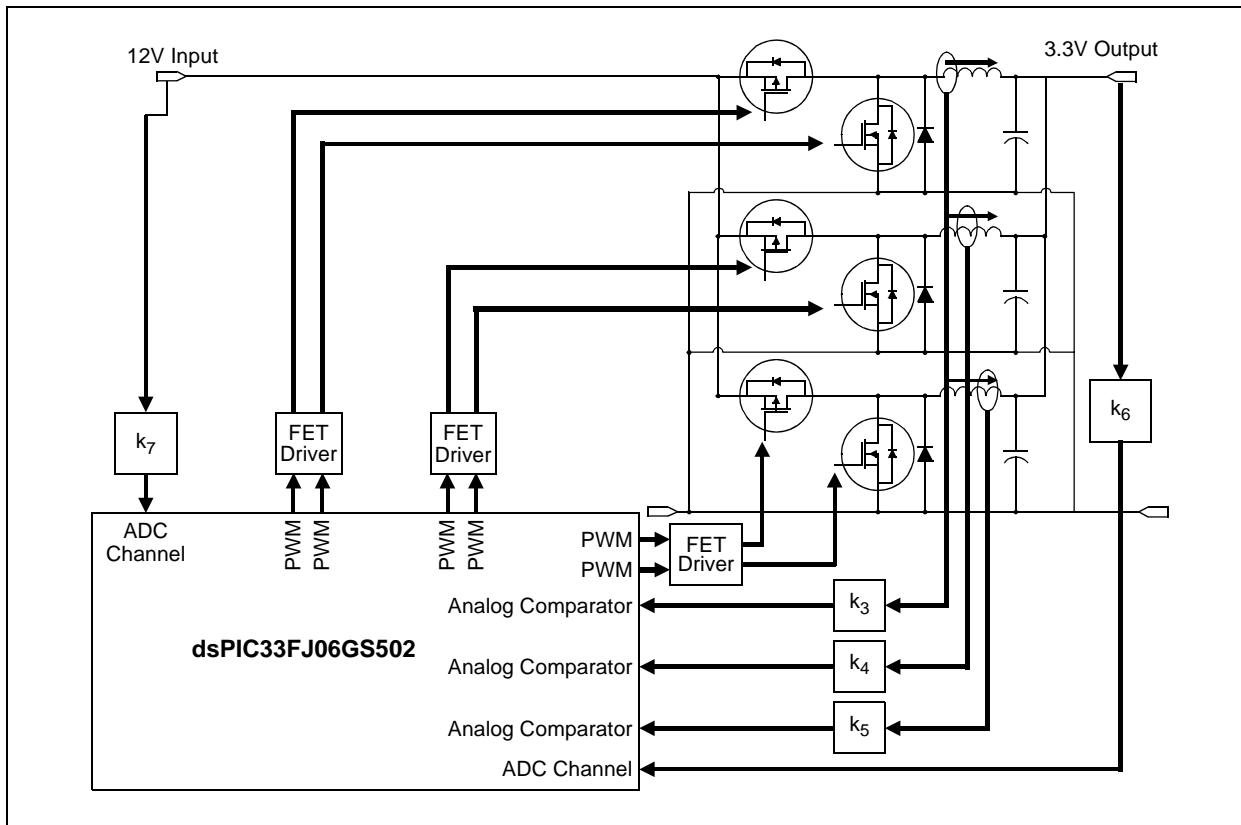 12V Input
3.3V Output
k7
FET
Driver
FET
Driver
k6
ADC
Channel
PWM
PWM
PWM
PWM
PWM
PWM
FET
Driver
Analog Comparator
k3
dsPIC33FJ06GS502
Analog Comparator
k4
Analog Comparator
k5
ADC Channel